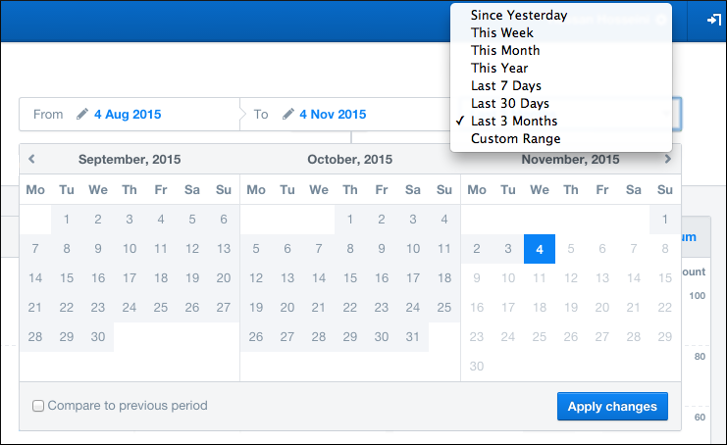 Since Yesterday
This Week
This Month
This Year
Last 7 Days
Last 30 Days
✓ Last 3 Months
Custom Range
From 4 Aug 2015 To 4 Nov 2015
September, 2015 October, 2015 November, 2015
Mo Tu We Th Fr Sa Su Mo Tu We Th Fr Sa Su Mo Tu We Th Fr Sa Su
1 2 3 4 5 6 1 2 3 4 1
7 8 9 10 11 12 13 5 6 7 8 9 10 11 2 3 4 5 6 7 8
14 15 16 17 18 19 20 12 13 14 15 16 17 18 9 10 11 12 13 14 15
21 22 23 24 25 26 27 19 20 21 22 23 24 25 16 17 18 19 20 21 22
28 29 30 26 27 28 29 30 31 23 24 25 26 27 28 29
30
Compare to previous period Apply changes
um
ount
100
80
60